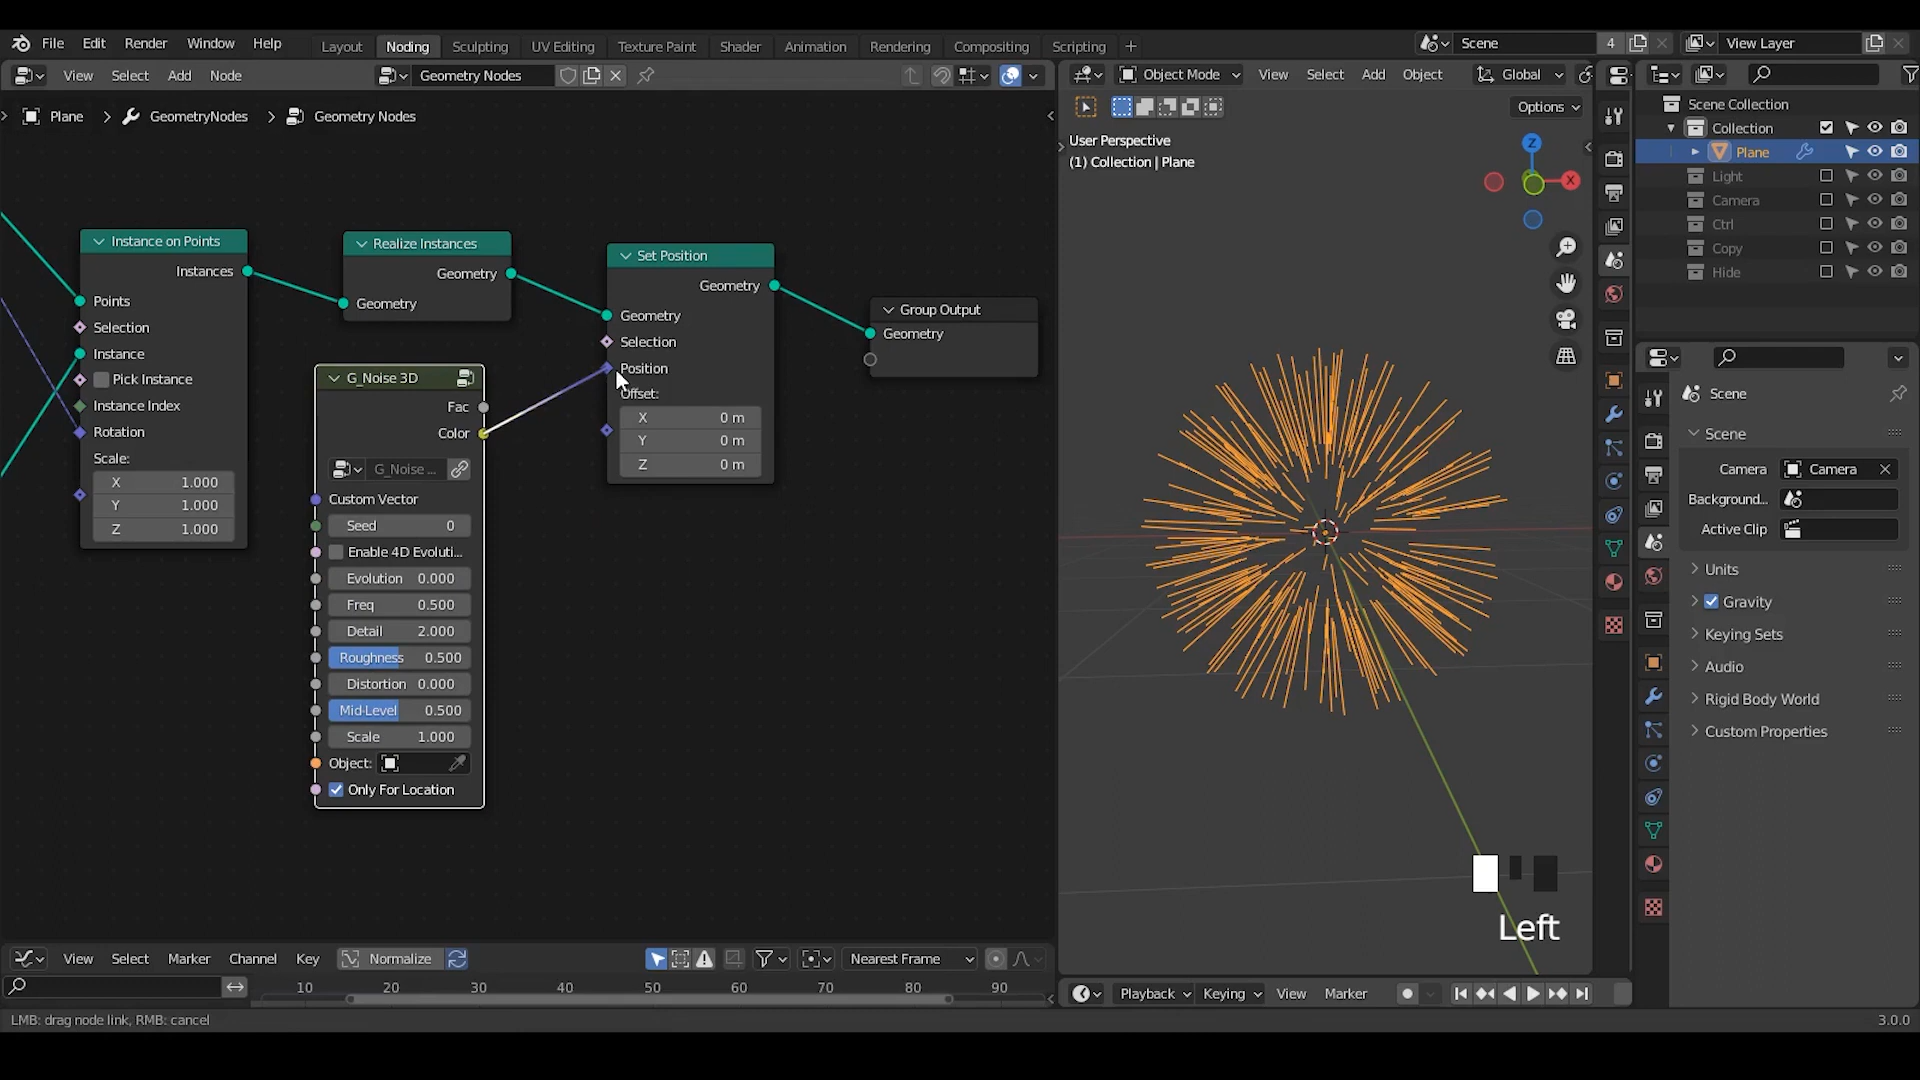 File Edit Render Window Help Layout Noding Sculpting UV Editing Texture Paint Shader Animation Rendering Compositing Scripting + Scene 4 View Layer
View Select Add Node Geometry Nodes Object Mode View Select Add Object Global
Plane > GeometryNodes > Geometry Nodes
Options
User Perspective
(1) Collection | Plane
Z
X
Scene Collection
Collection
Plane
Light
Camera
Ctrl
Copy
Hide
Instance on Points
Instances
Points
Selection
Instance
Pick Instance
Instance Index
Rotation
Scale:
X 1.000
Y 1.000
Z 1.000
Realize Instances
Geometry
Geometry
G_Noise 3D
Fac
Color
G_Noise ...
Custom Vector
Seed 0
Enable 4D Evoluti...
Evolution 0.000
Freq 0.500
Detail 2.000
Roughness 0.500
Distortion 0.000
Mid-Level 0.500
Scale 1.000
Object:
Only For Location
Set Position
Geometry
Geometry
Selection
Position
Offset:
X 0 m
Y 0 m
Z 0 m
Group Output
Geometry
Scene
Scene
Camera Camera
Background...
Active Clip
Units
Gravity
Keying Sets
Audio
Rigid Body World
Custom Properties
Left
View Select Marker Channel Key Normalize Nearest Frame
10 20 30 40 50 60 70 80 90
Playback Keying View Marker
LMB: drag node link, RMB: cancel
3.0.0